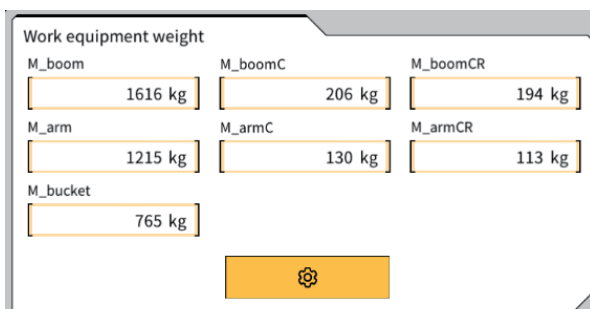 Work equipment weight
M_boom M_boomC M_boomCR
1616 kg 206 kg 194 kg
M_arm M_armC M_armCR
1215 kg 130 kg 113 kg
M_bucket
765 kg